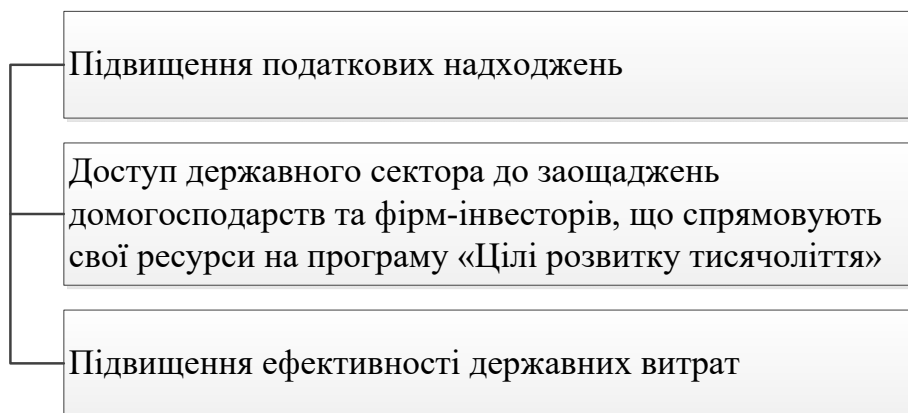 Підвищення податкових надходжень
Доступ державного сектора до заощаджень
домогосподарств та фірм-інвесторів, що спрямовують
свої ресурси на програму «Цілі розвитку тисячоліття»
Підвищення ефективності державних витрат